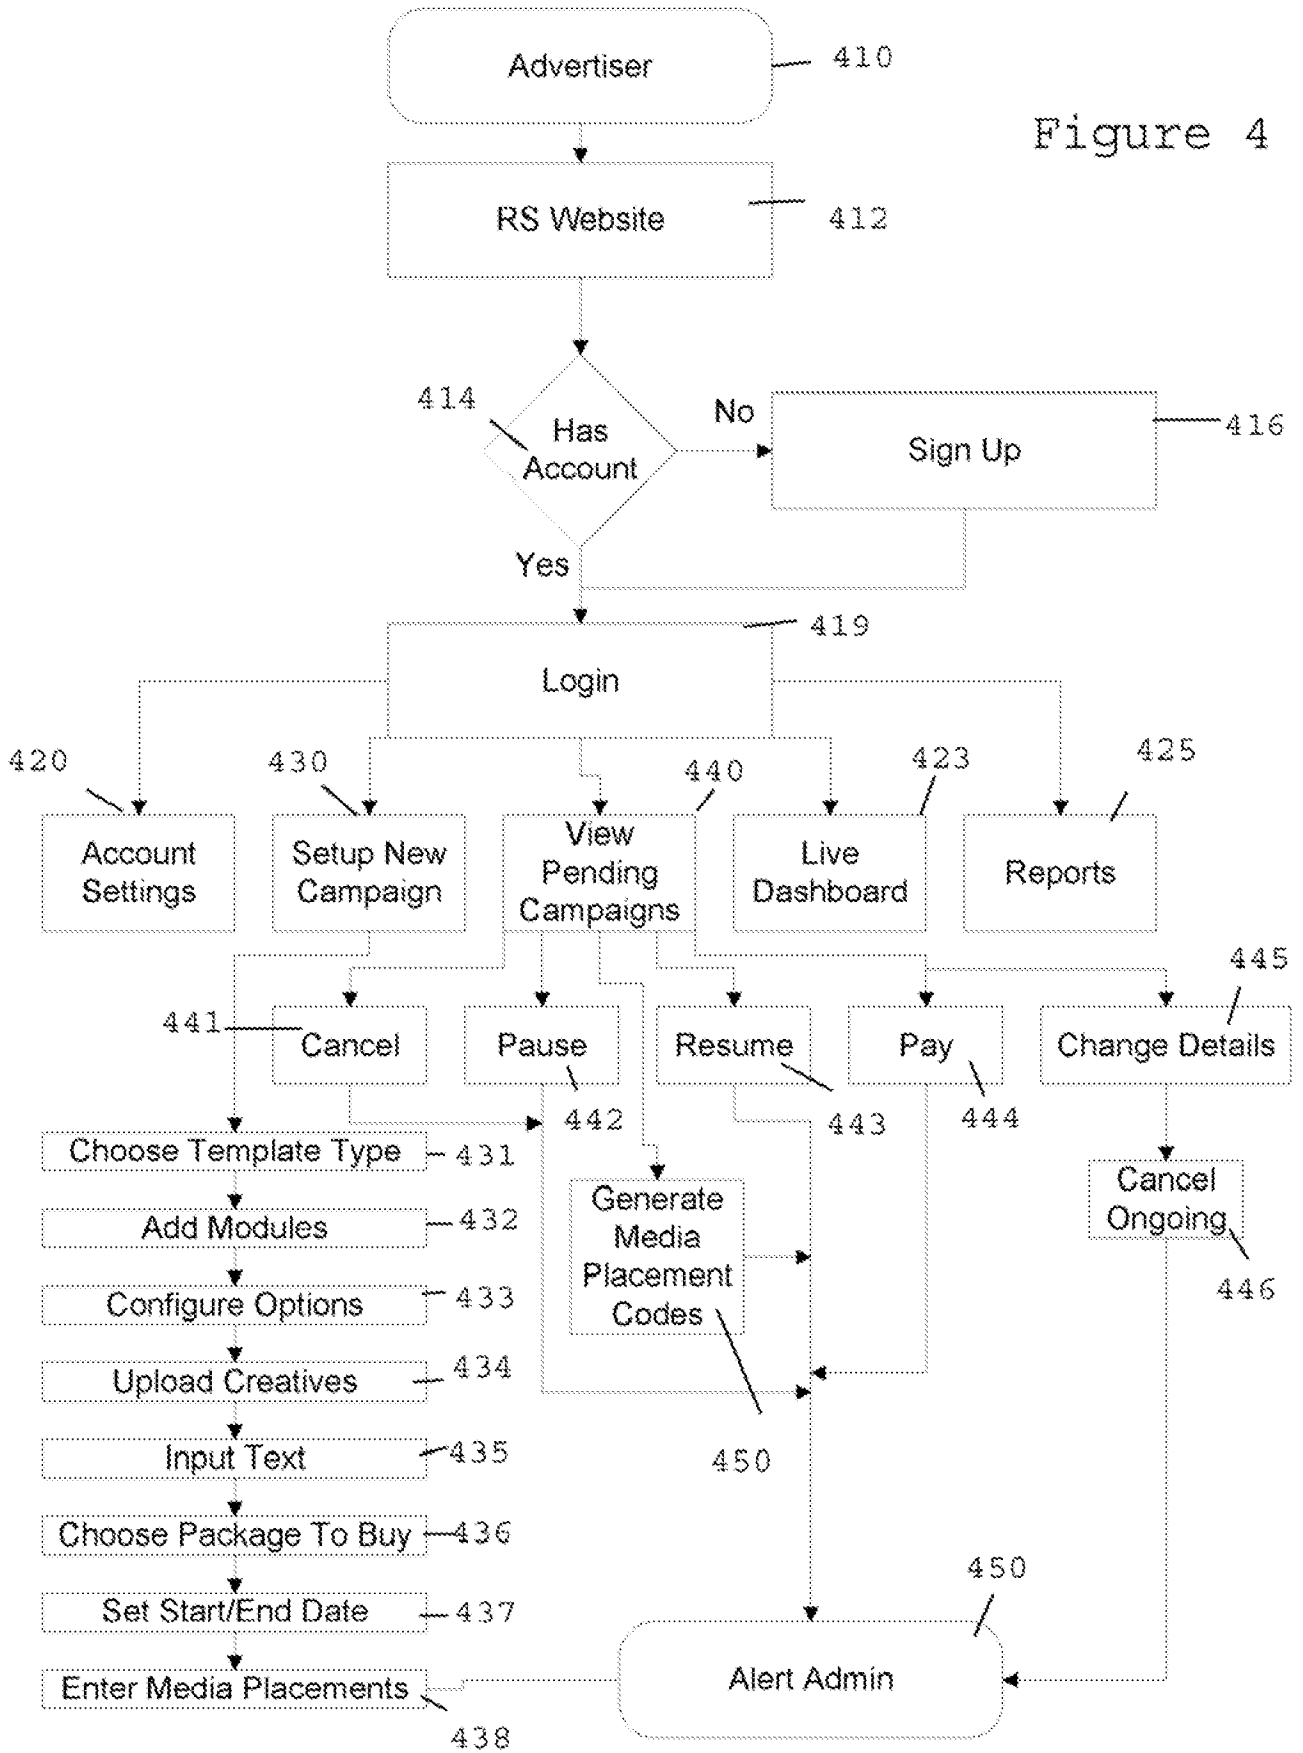 Advertiser
410
Figure 4
RS Website
412
414
Has
Account
No
Sign Up
416
Yes
419
Login
420
430
440
423
425
Account
Settings
Setup New
Campaign
View
Pending
Campaigns
Live
Dashboard
Reports
445
441
Cancel
Pause
Resume
Pay
Change Details
442
443
444
Choose Template Type
431
Generate
Media
Placement
Codes
Cancel
Ongoing
446
Add Modules
432
Configure Options
433
Upload Creatives
434
Input Text
435
450
Choose Package To Buy
436
450
Set Start/End Date
437
Enter Media Placements
438
Alert Admin